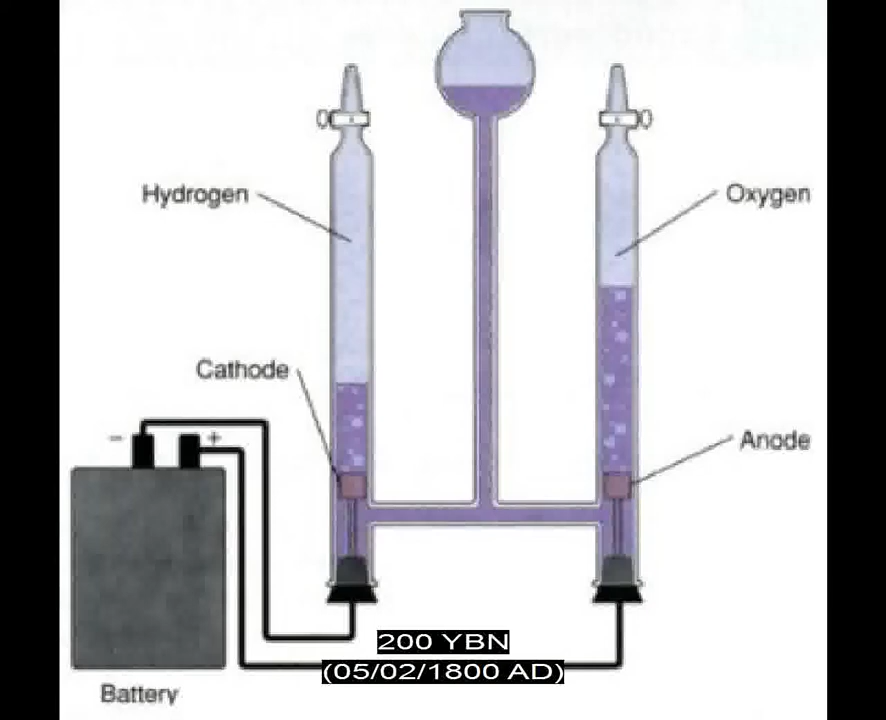 Hydrogen
Oxygen
Cathode
Anode
− +
200 YBN
(05/02/1800 AD)
Battery